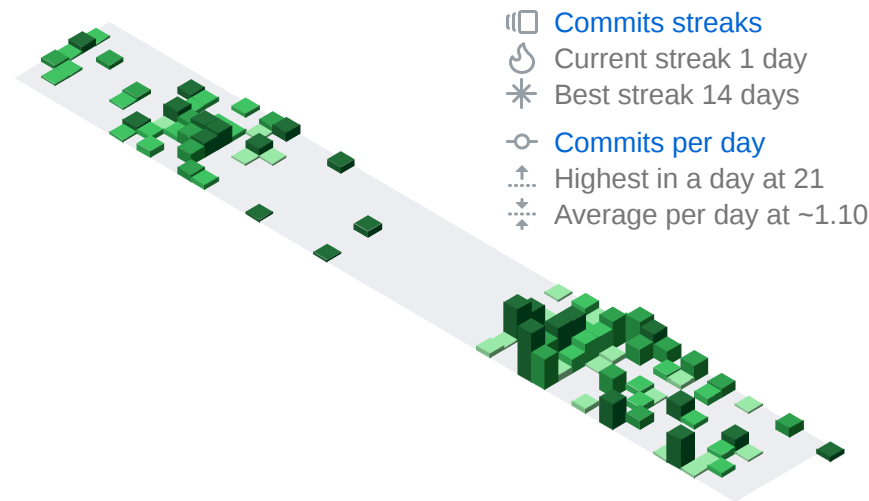 Commits streaks
Current streak 1 day
Best streak 14 days
Commits per day
Highest in a day at 21
Average per day at ~1.10